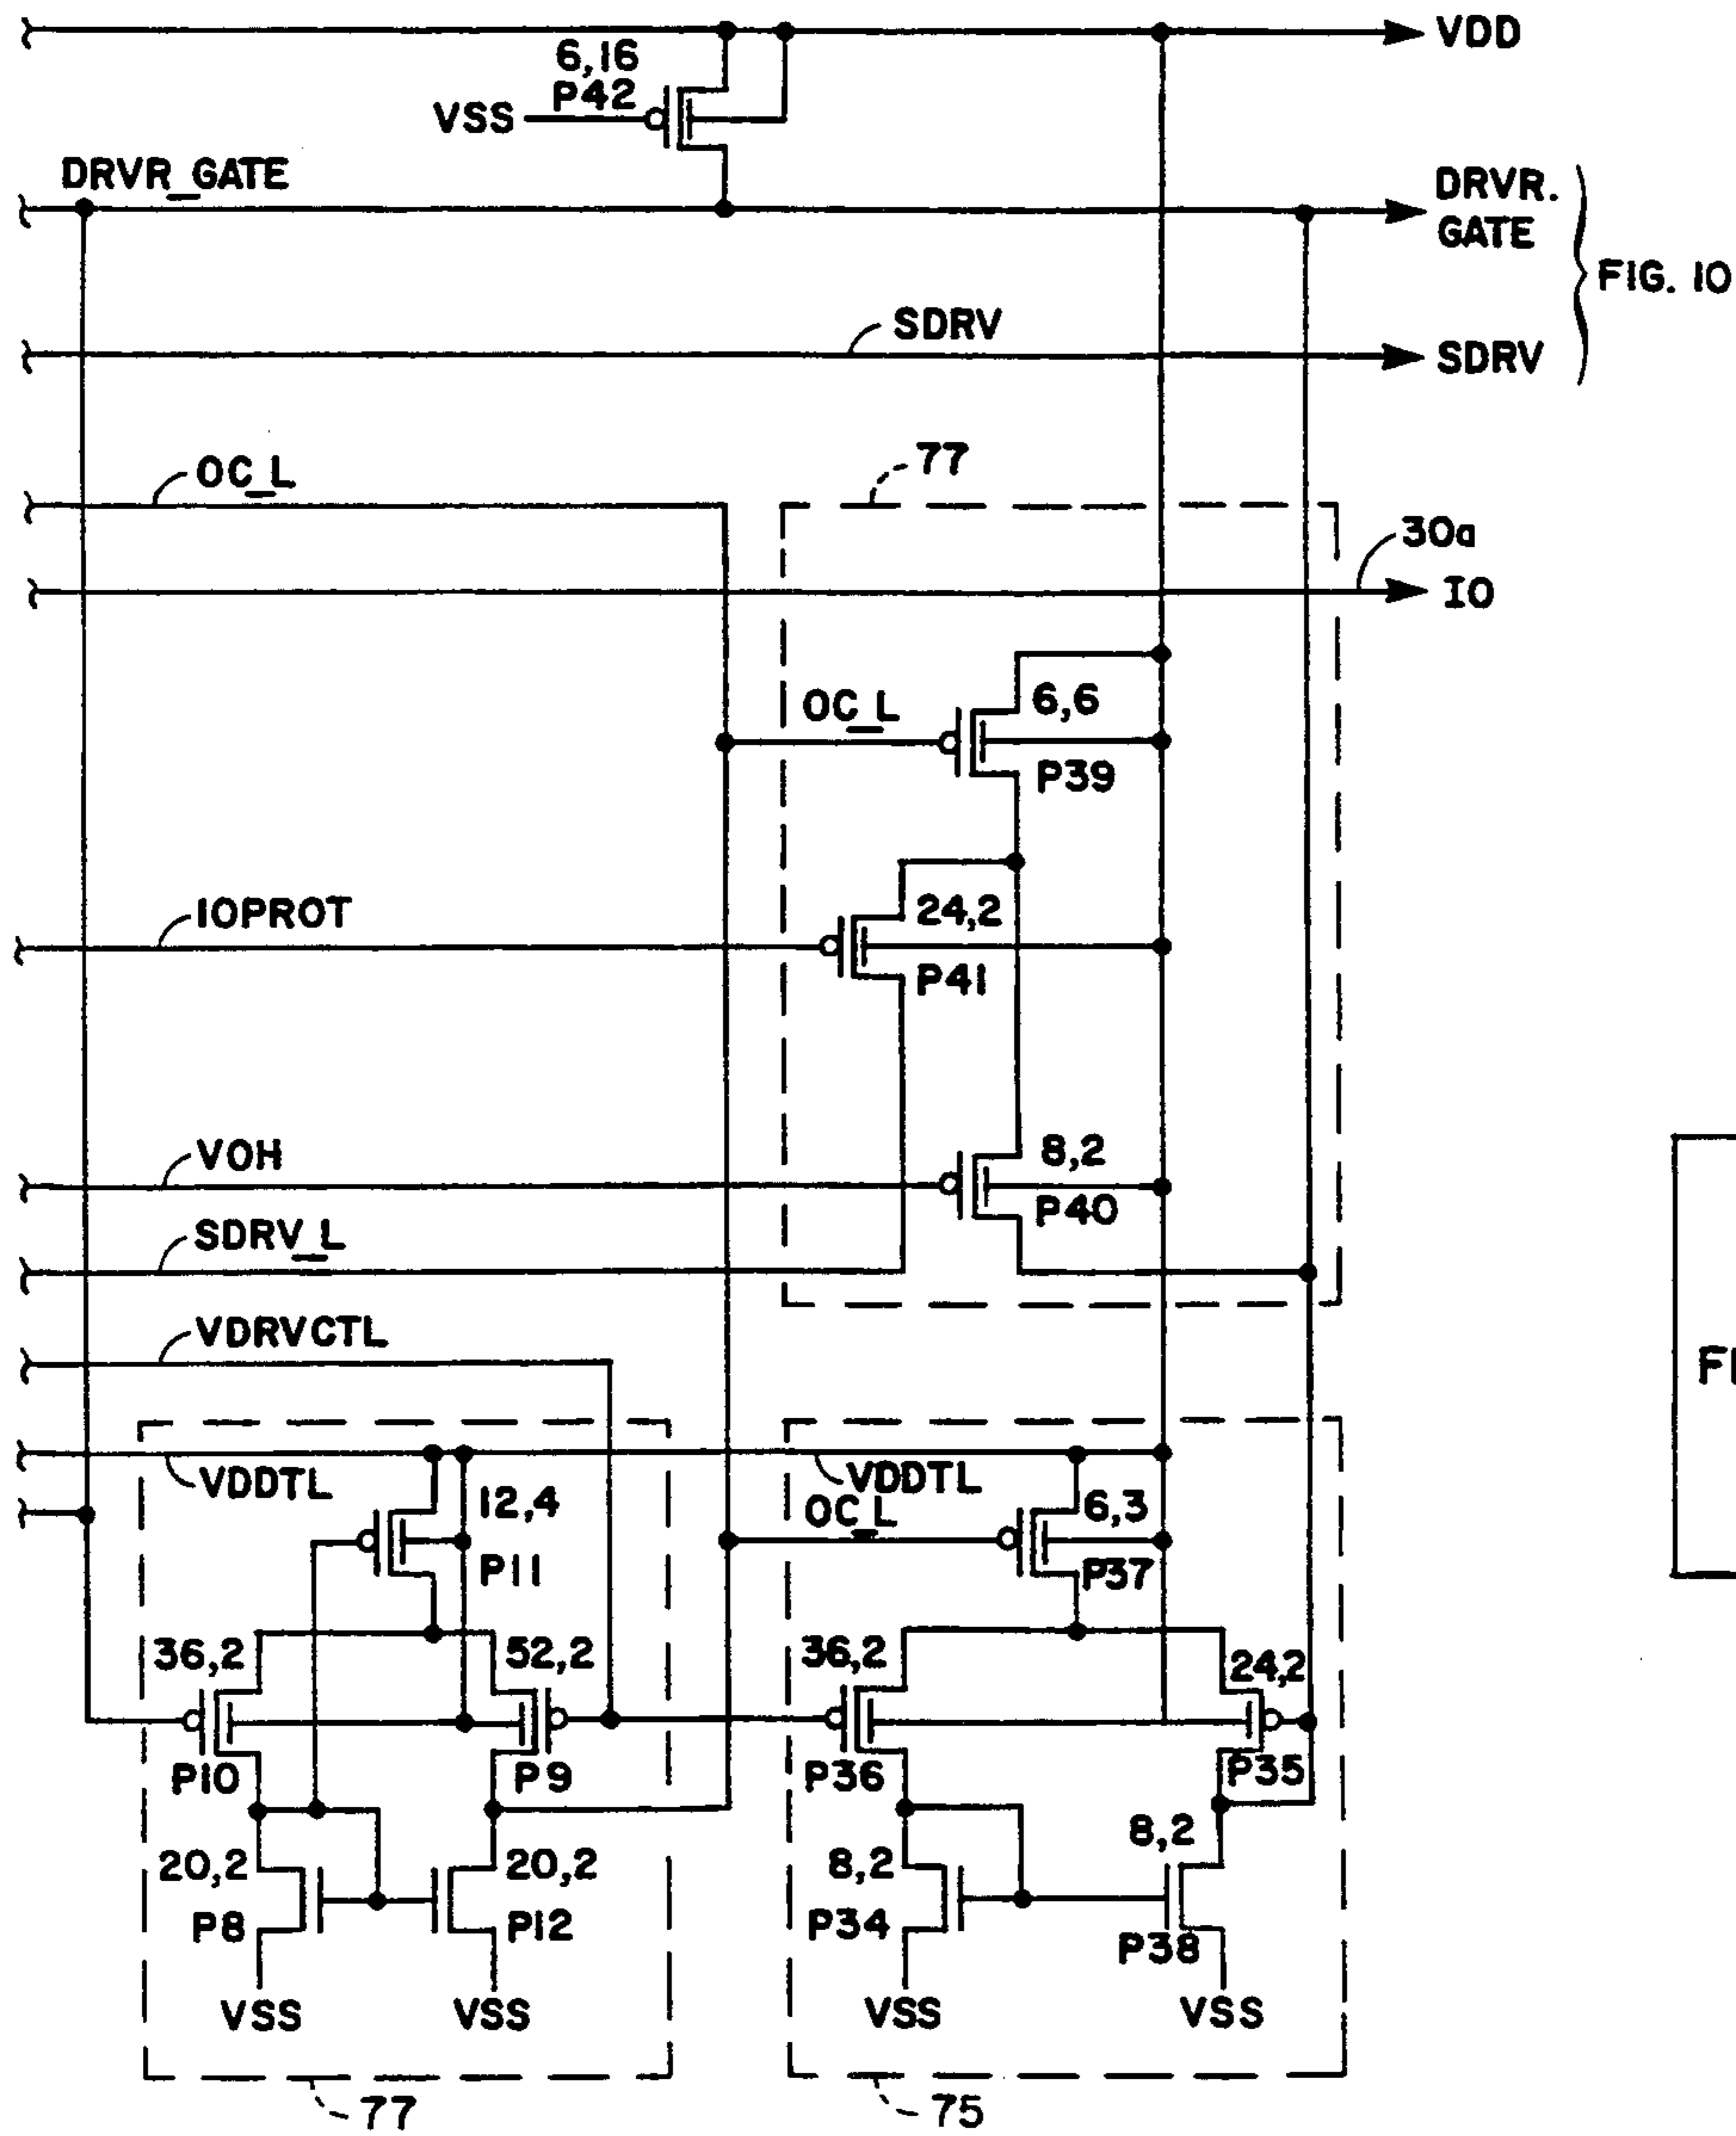 VDD
6,16
P42
VSS
DRVR_GATE
DRVR.
GATE
FIG. 10
SDRV
SDRV
OC_L
77
30a
IO
OC_L
6,6
P39
IOPROT
24,2
P41
VOH
8,2
P40
SDRV_L
VDRVCTL
VDDTL
VDDTL
12,4
P11
OC_L
6,3
P37
36,2
52,2
36,2
24,2
P10
P9
P36
P35
20,2
20,2
8,2
8,2
P8
P12
P34
P38
VSS
VSS
VSS
VSS
77
75